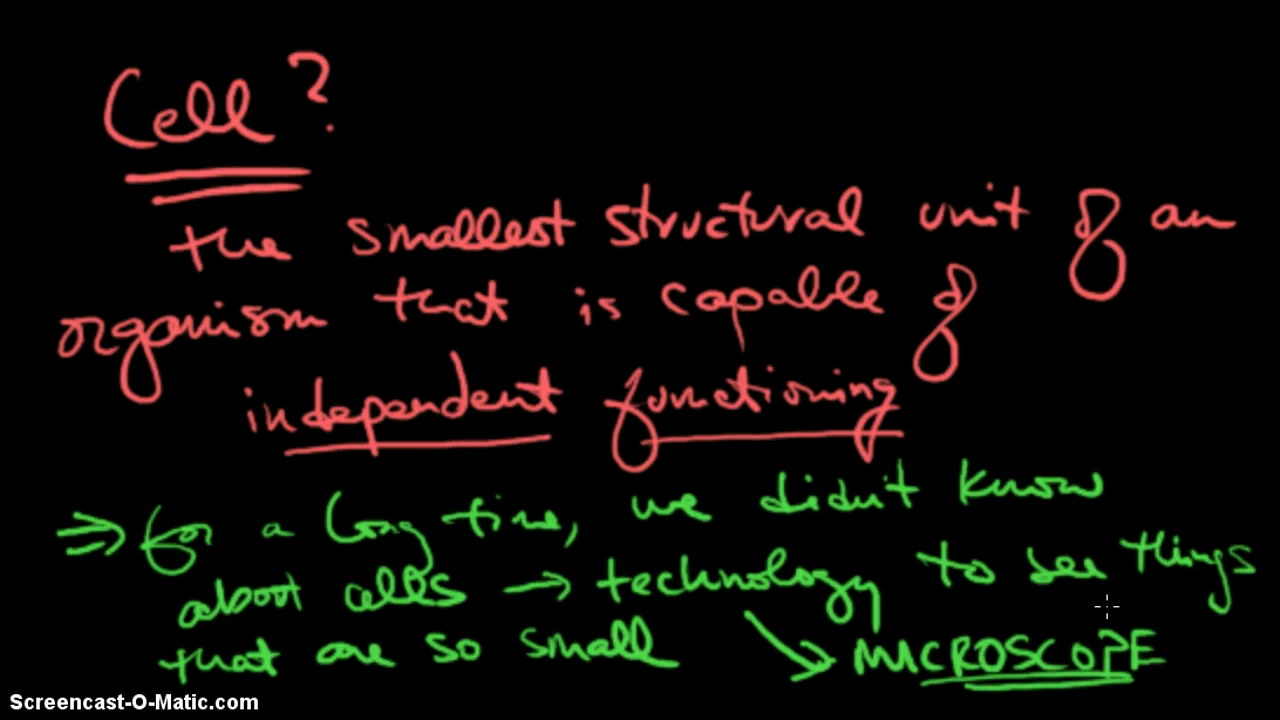 Cell?
the smallest structural unit of an
organism that is capable of
independent functioning
⇒ for a long time, we didn't know
about cells → technology to see things
that are so small ↘ MICROSCOPE
Screencast-O-Matic.com